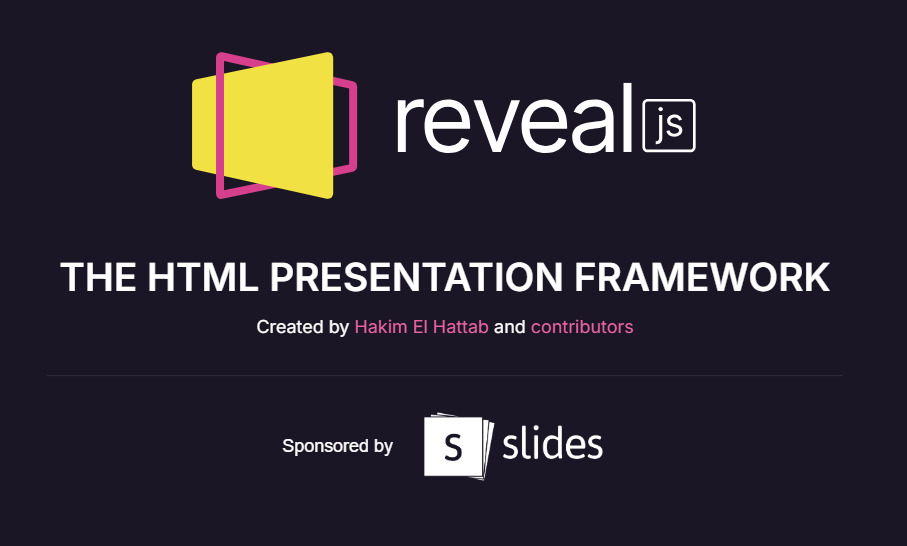 reveal js
THE HTML PRESENTATION FRAMEWORK
Created by Hakim El Hattab and contributors
Sponsored by S slides